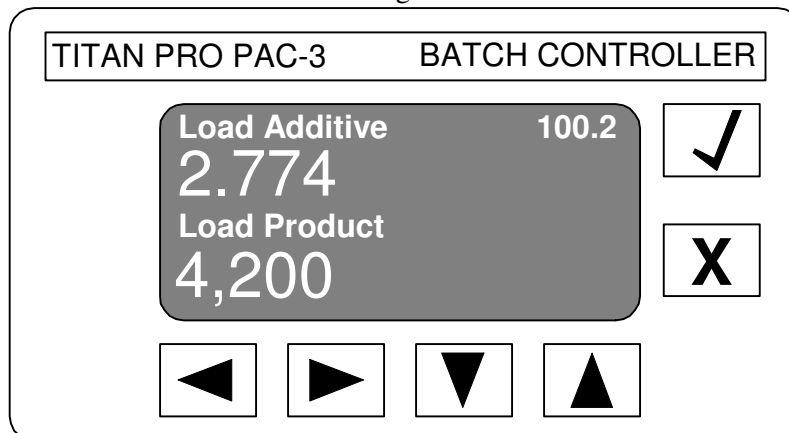 TITAN PRO PAC-3 BATCH CONTROLLER
Load Additive 100.2
2.774
Load Product
4,200
X